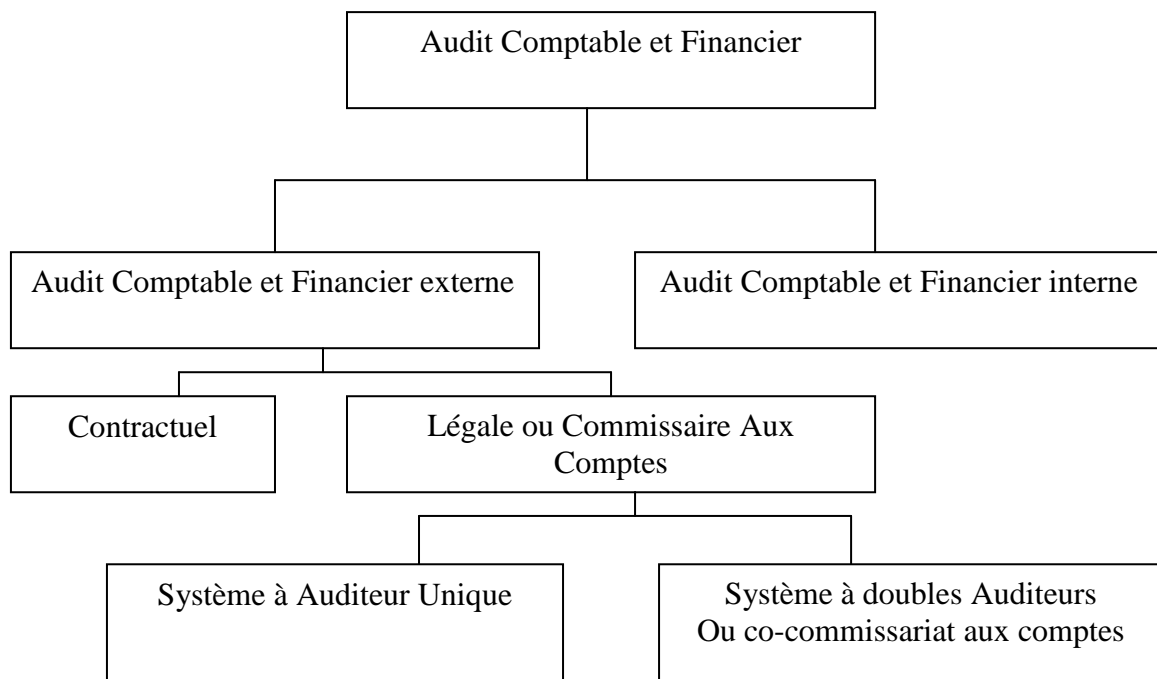 Audit Comptable et Financier
Audit Comptable et Financier externe
Audit Comptable et Financier interne
Contractuel
Légale ou Commissaire Aux
Comptes
Système à Auditeur Unique
Système à doubles Auditeurs
Ou co-commissariat aux comptes